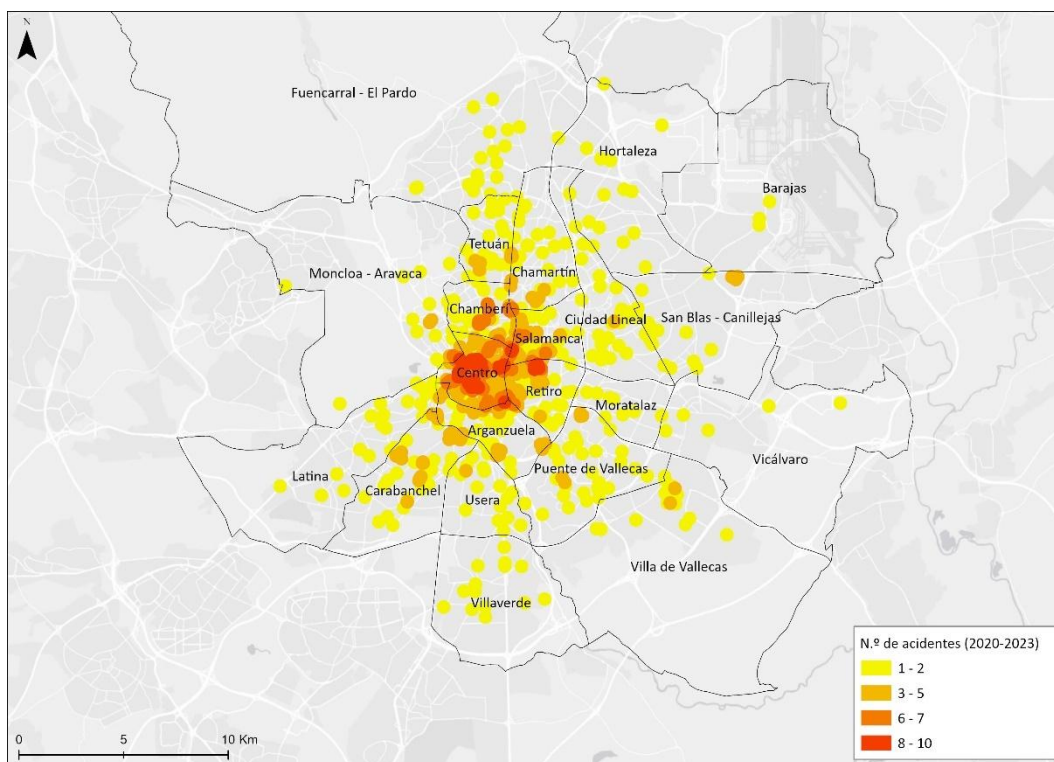 N
Fuencarral - El Pardo
Hortaleza
Barajas
Tetuán
Moncloa - Aravaca
Chamartín
Chamberí
Ciudad Lineal
San Blas - Canillejas
Salamanca
Centro
Retiro
Moratalaz
Arganzuela
Vicálvaro
Latina
Puente de Vallecas
Carabanchel
Usera
Villa de Vallecas
Villaverde
N.º de acidentes (2020-2023)
1 - 2
3 - 5
6 - 7
8 - 10
0 5 10 Km